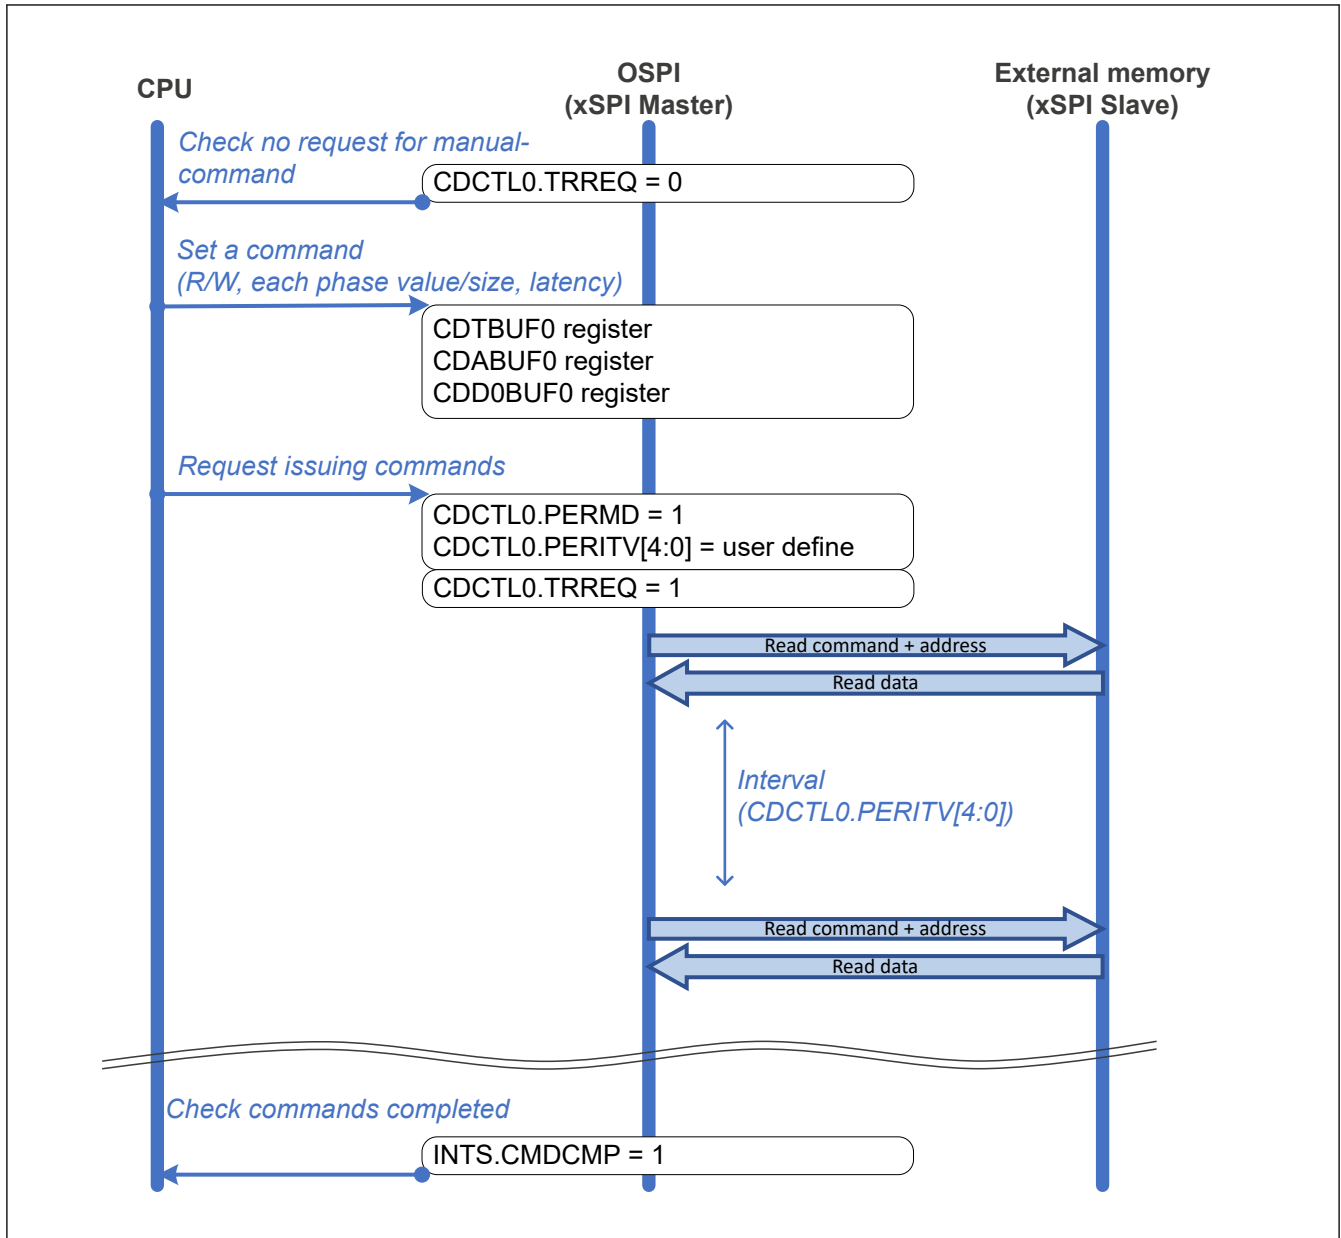 CPU
OSPI
(xSPI Master)
External memory
(xSPI Slave)
Check no request for manual-
command
CDCTL0.TRREQ = 0
Set a command
(R/W, each phase value/size, latency)
CDTBUF0 register
CDABUF0 register
CDD0BUF0 register
Request issuing commands
CDCTL0.PERMD = 1
CDCTL0.PERITV[4:0] = user define
CDCTL0.TRREQ = 1
Read command + address
Read data
Interval
(CDCTL0.PERITV[4:0])
Read command + address
Read data
Check commands completed
INTS.CMDCMP = 1